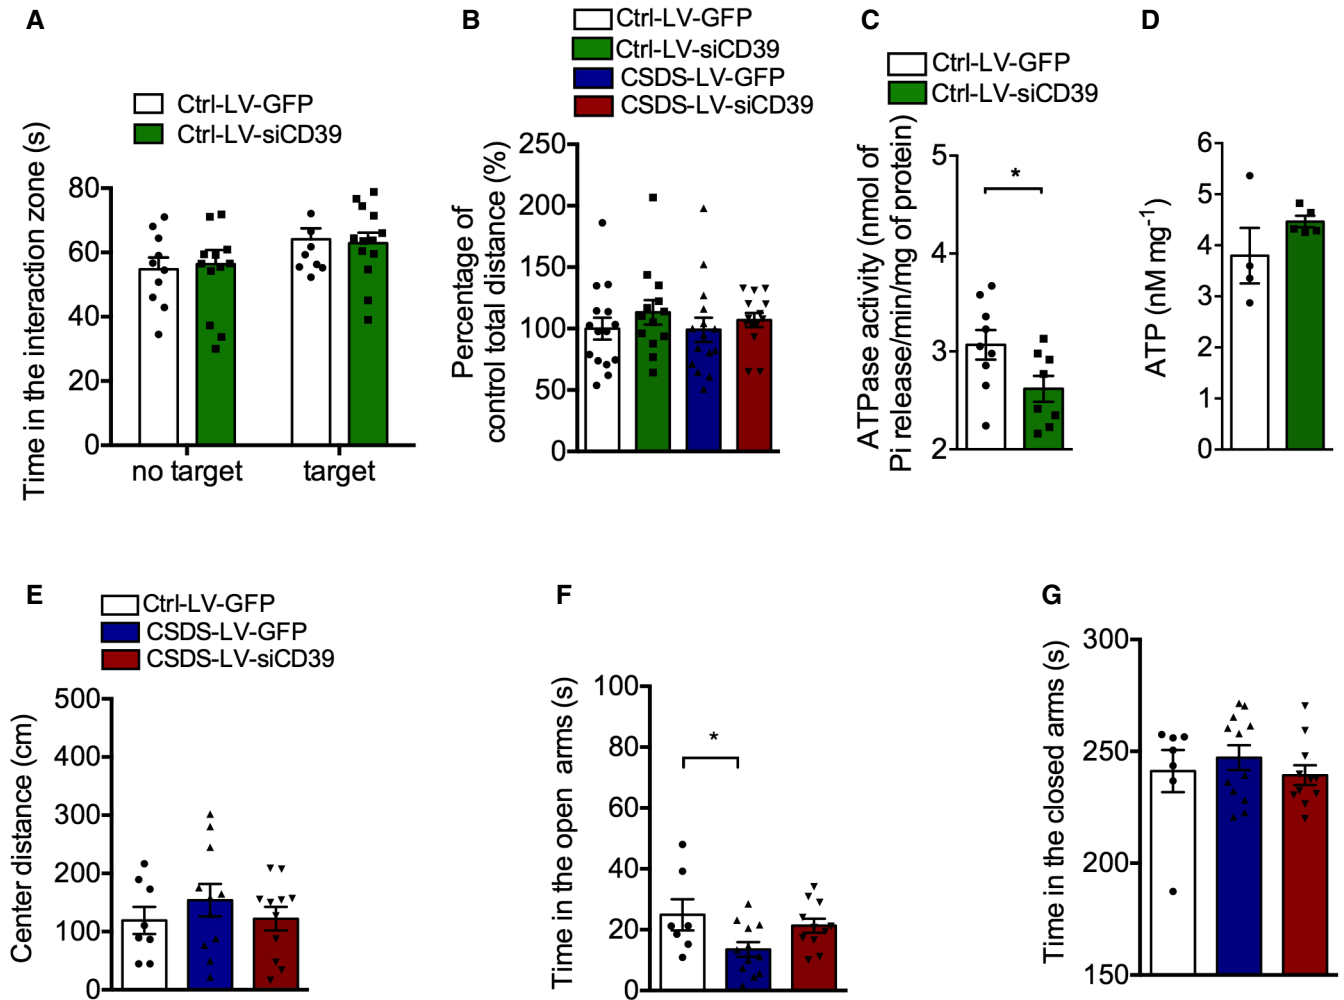 A
Ctrl-LV-GFP
Ctrl-LV-siCD39
Time in the interaction zone (s)
80
60
40
20
0
no target
target
B
Ctrl-LV-GFP
Ctrl-LV-siCD39
CSDS-LV-GFP
CSDS-LV-siCD39
Percentage of
control total distance (%)
250
200
150
100
50
0
C
Ctrl-LV-GFP
Ctrl-LV-siCD39
ATPase activity (nmol of
Pi release/min/mg of protein)
5
4
3
2
*
D
ATP (nM mg-1)
6
5
4
3
2
1
0
E
Ctrl-LV-GFP
CSDS-LV-GFP
CSDS-LV-siCD39
Center distance (cm)
500
400
300
200
100
0
F
Time in the open arms (s)
100
80
60
40
20
0
*
G
Time in the closed arms (s)
300
250
200
150